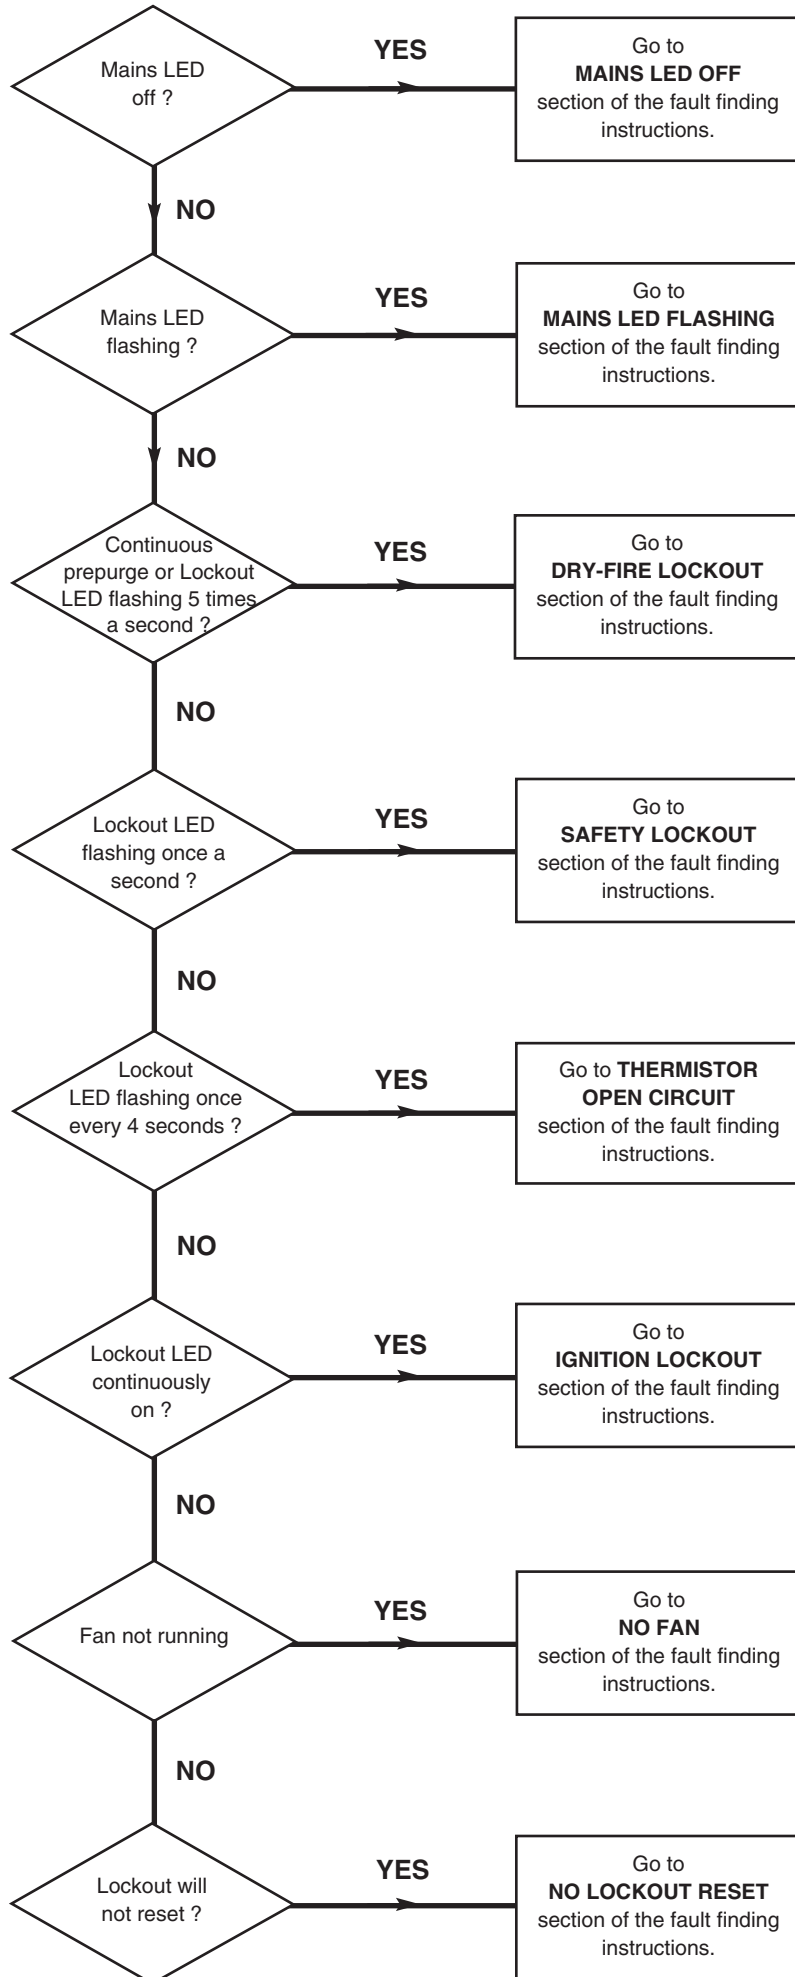 Mains LED
off ?
YES
Go to
MAINS LED OFF
section of the fault finding
instructions.
NO
Mains LED
flashing ?
YES
Go to
MAINS LED FLASHING
section of the fault finding
instructions.
NO
Continuous
prepurge or Lockout
LED flashing 5 times
a second ?
YES
Go to
DRY-FIRE LOCKOUT
section of the fault finding
instructions.
NO
Lockout LED
flashing once a
second ?
YES
Go to
SAFETY LOCKOUT
section of the fault finding
instructions.
NO
Lockout
LED flashing once
every 4 seconds ?
YES
Go to THERMISTOR
OPEN CIRCUIT
section of the fault finding
instructions.
NO
Lockout LED
continuously
on ?
YES
Go to
IGNITION LOCKOUT
section of the fault finding
instructions.
NO
Fan not running
YES
Go to
NO FAN
section of the fault finding
instructions.
NO
Lockout will
not reset ?
YES
Go to
NO LOCKOUT RESET
section of the fault finding
instructions.